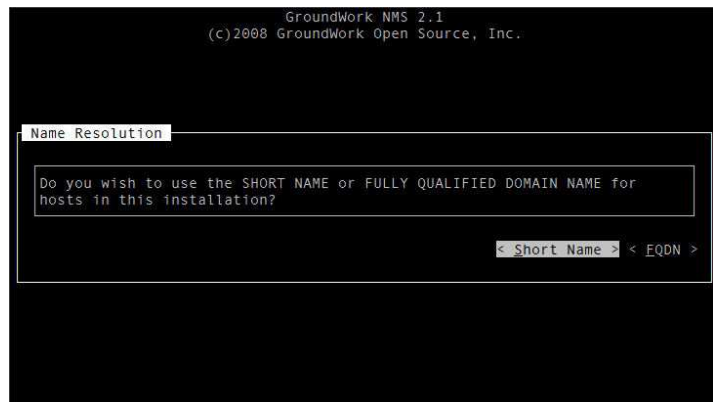 GroundWork NMS 2.1
(c)2008 GroundWork Open Source, Inc.
Name Resolution
Do you wish to use the SHORT NAME or FULLY QUALIFIED DOMAIN NAME for
hosts in this installation?
< Short Name > < FQDN >